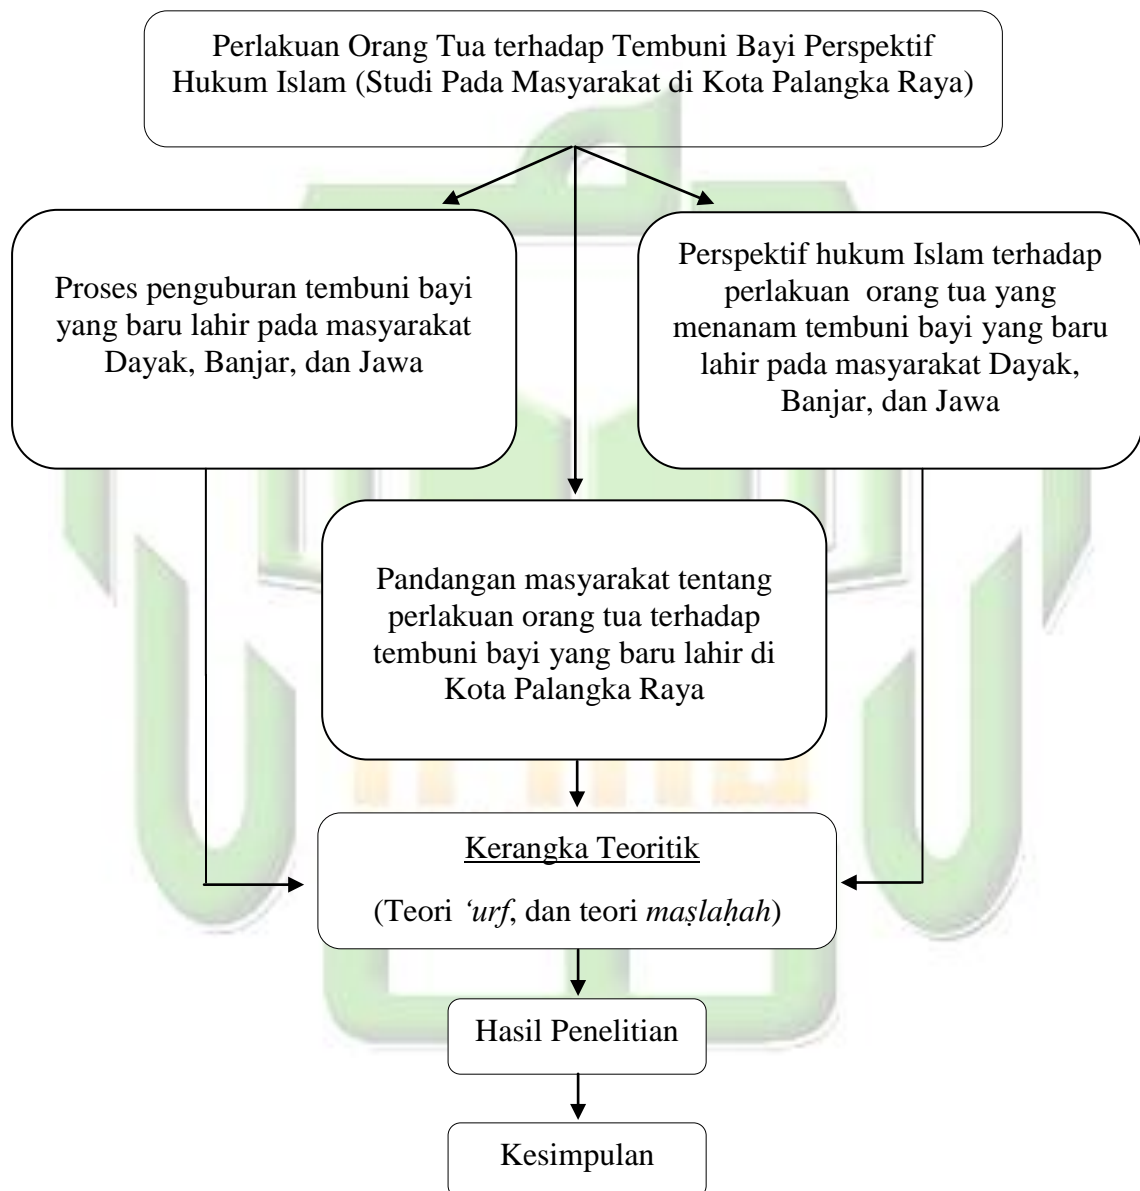 Perlakuan Orang Tua terhadap Tembuni Bayi Perspektif
Hukum Islam (Studi Pada Masyarakat di Kota Palangka Raya)
Proses penguburan tembuni bayi
yang baru lahir pada masyarakat
Dayak, Banjar, dan Jawa
Perspektif hukum Islam terhadap
perlakuan orang tua yang
menanam tembuni bayi yang baru
lahir pada masyarakat Dayak,
Banjar, dan Jawa
Pandangan masyarakat tentang
perlakuan orang tua terhadap
tembuni bayi yang baru lahir di
Kota Palangka Raya
Kerangka Teoritik
(Teori ‘urf, dan teori maṣlaḥah)
Hasil Penelitian
Kesimpulan